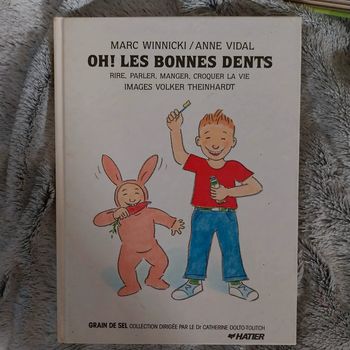 MARC WINNICKI/ANNE VIDAL
OH! LES BONNES DENTS
RIRE, PARLER, MANGER, CROQUER LA VIE
IMAGES VOLKER THEINHARDT
GRAIN DE SEL COLLECTION DIRIGÉE PAR LE Dr CATHERINE DOLTO-TOLITCH
HATIER